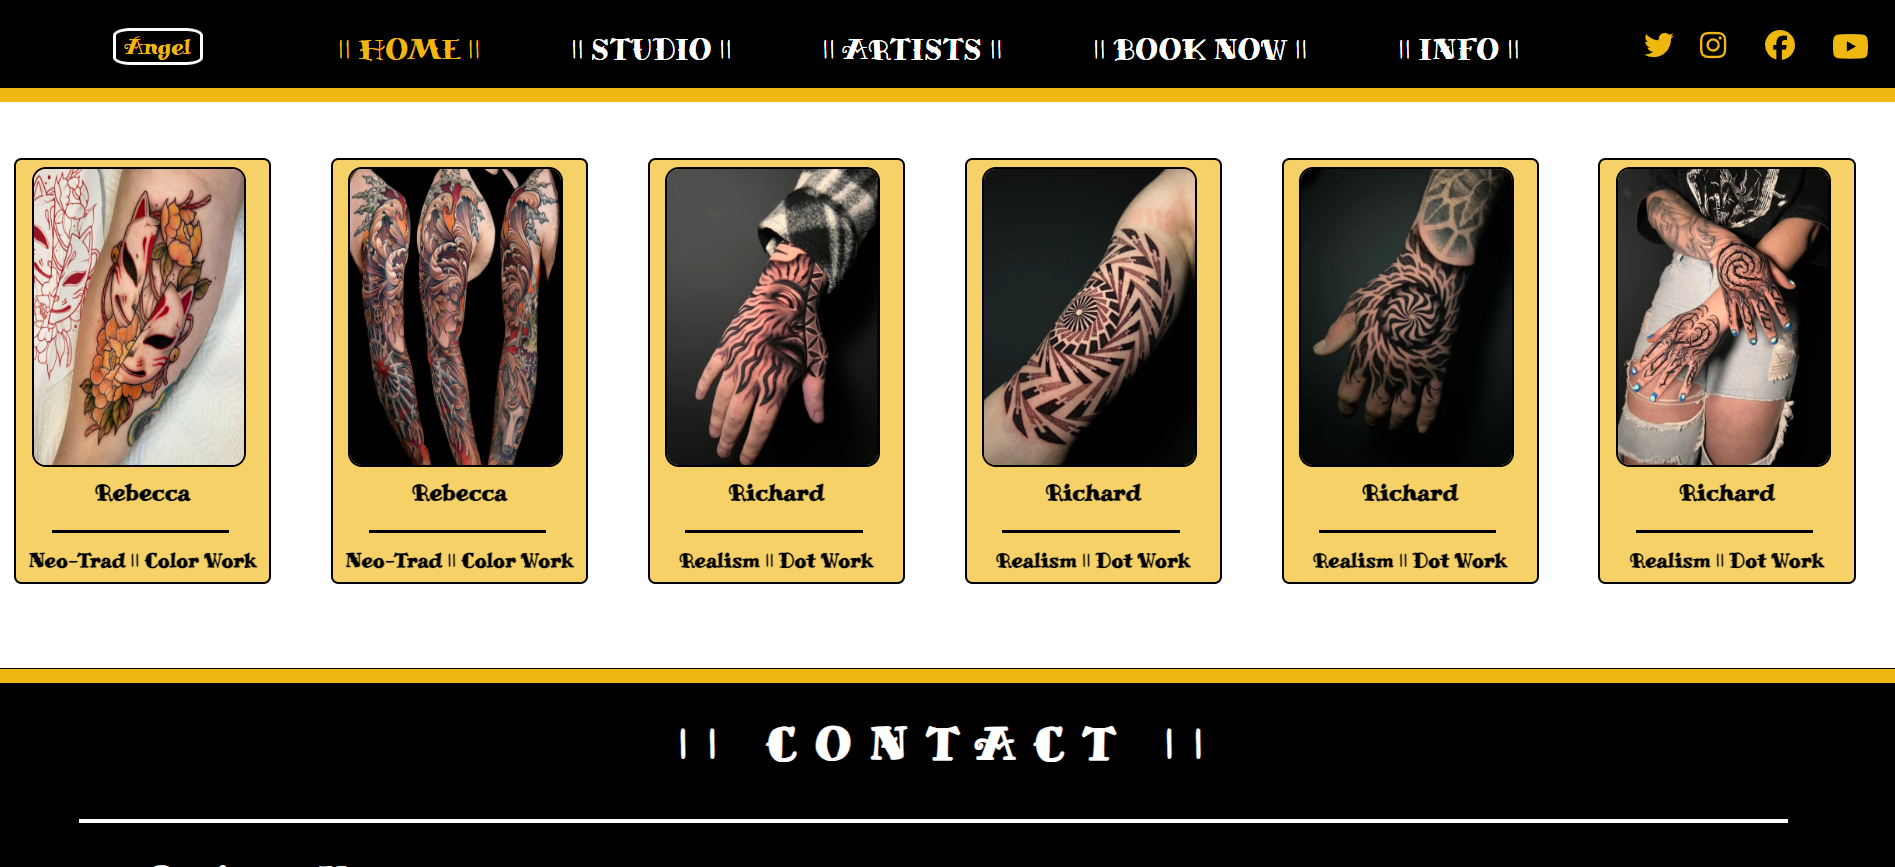 Angel
|| HOME || || STUDIO || || ARTISTS || || BOOK NOW || || INFO ||
Rebecca
Neo-Trad || Color Work
Rebecca
Neo-Trad || Color Work
Richard
Realism || Dot Work
Richard
Realism || Dot Work
Richard
Realism || Dot Work
Richard
Realism || Dot Work
|| CONTACT ||